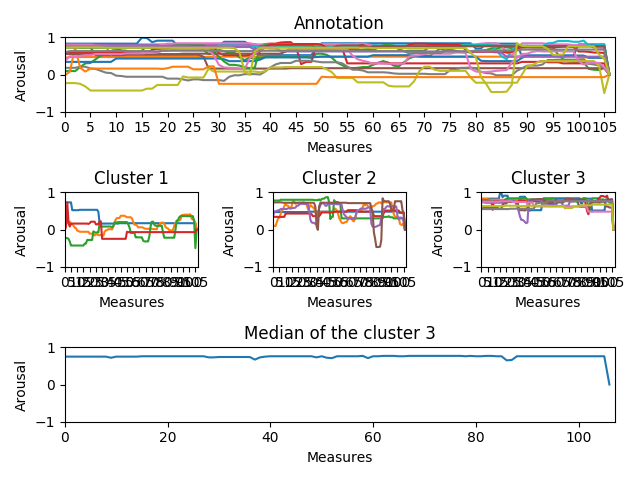 Annotation
1
0
−1
Arousal
0 5 10 15 20 25 30 35 40 45 50 55 60 65 70 75 80 85 90 95 100 105
Measures
Cluster 1 Cluster 2 Cluster 3
1 1 1
0 0 0
−1 −1 −1
Arousal Arousal Arousal
Measures Measures Measures
Median of the cluster 3
1
0
−1
Arousal
0 20 40 60 80 100
Measures